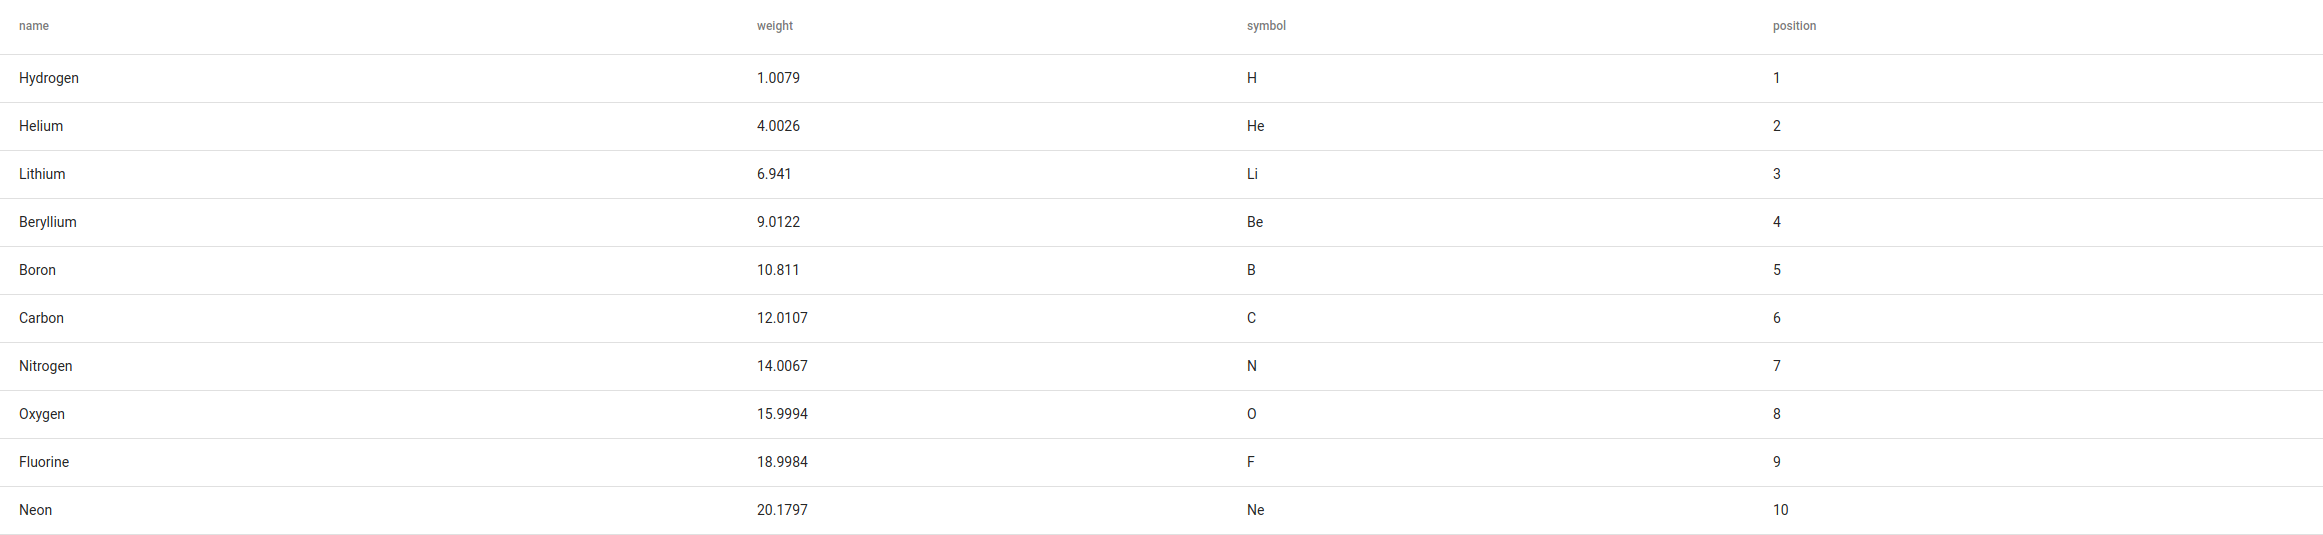 name weight symbol position
Hydrogen 1.0079 H 1
Helium 4.0026 He 2
Lithium 6.941 Li 3
Beryllium 9.0122 Be 4
Boron 10.811 B 5
Carbon 12.0107 C 6
Nitrogen 14.0067 N 7
Oxygen 15.9994 O 8
Fluorine 18.9984 F 9
Neon 20.1797 Ne 10